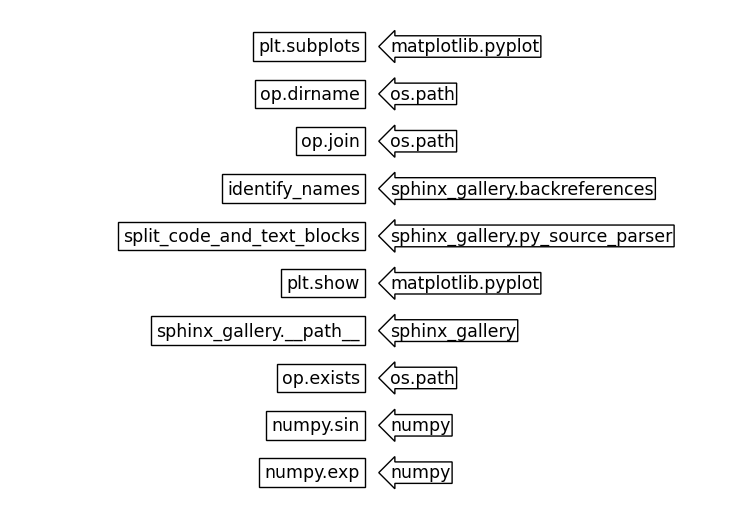 plt.subplots matplotlib.pyplot
op.dirname os.path
op.join os.path
identify_names sphinx_gallery.backreferences
split_code_and_text_blocks sphinx_gallery.py_source_parser
plt.show matplotlib.pyplot
sphinx_gallery.__path__ sphinx_gallery
op.exists os.path
numpy.sin numpy
numpy.exp numpy